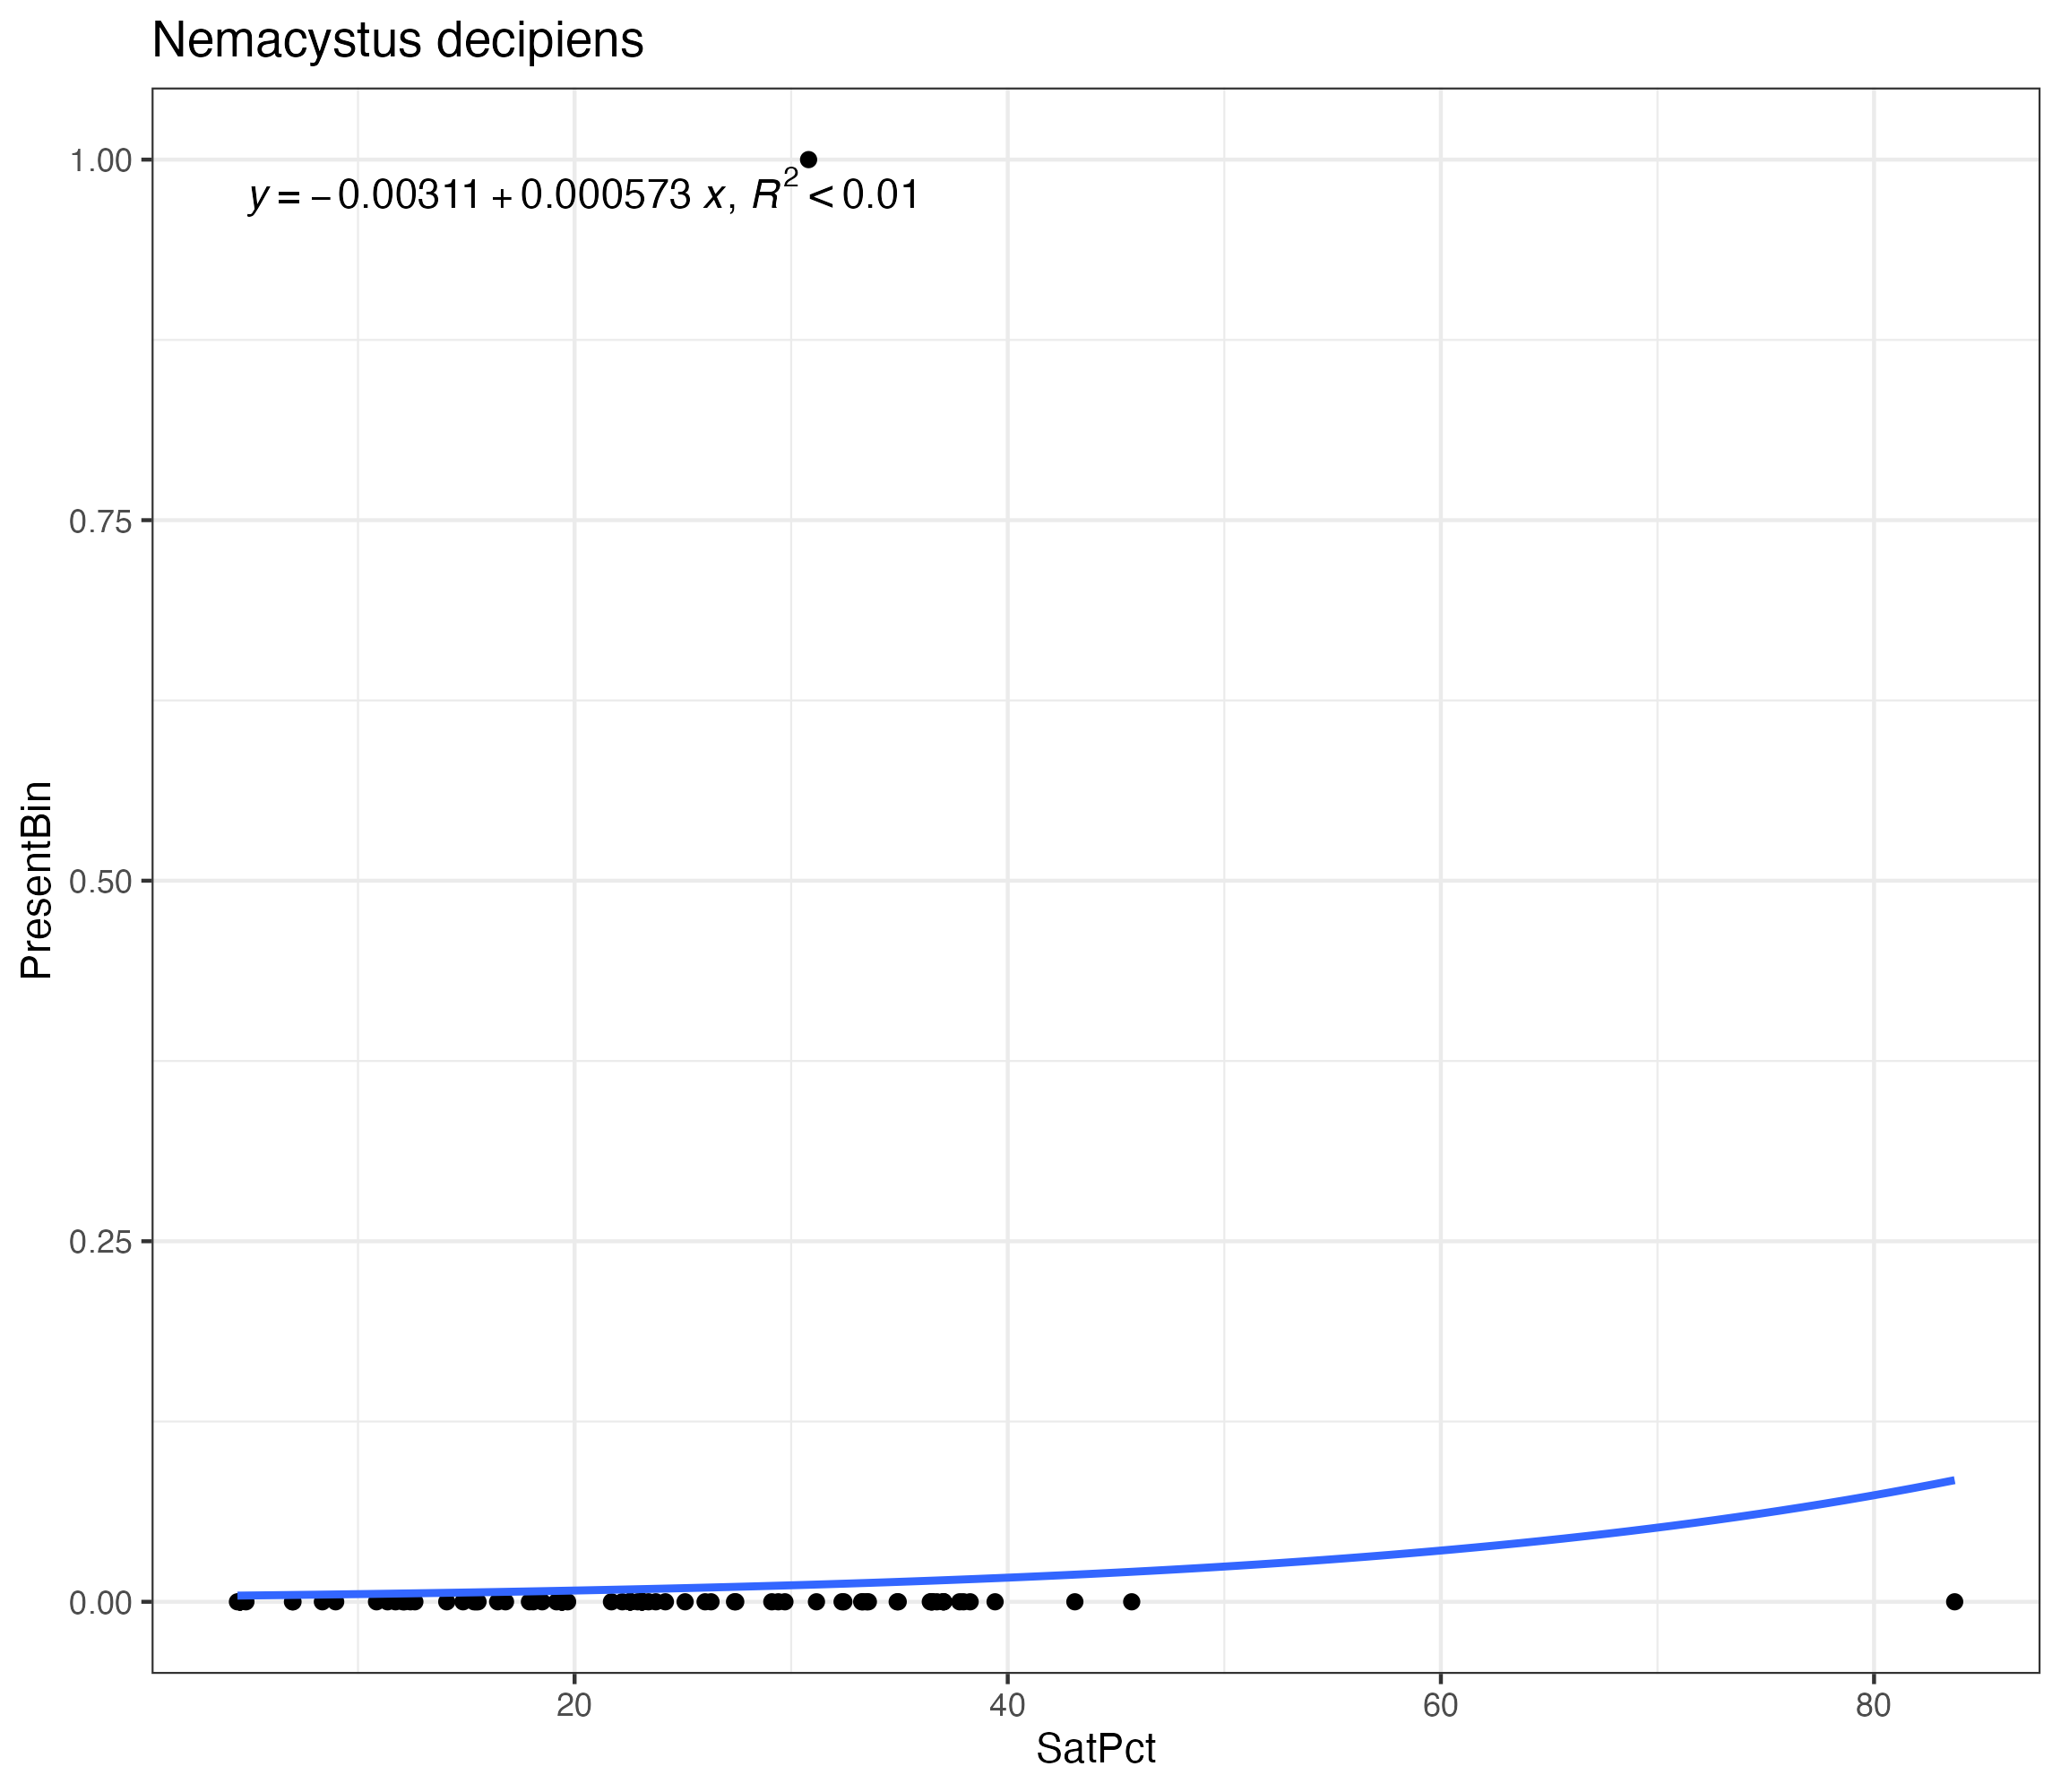 Nemacystus decipiens
1.00
y = −0.00311 + 0.000573 x, R² < 0.01
0.75
0.50
0.25
0.00
PresentBin
20 40 60 80
SatPct